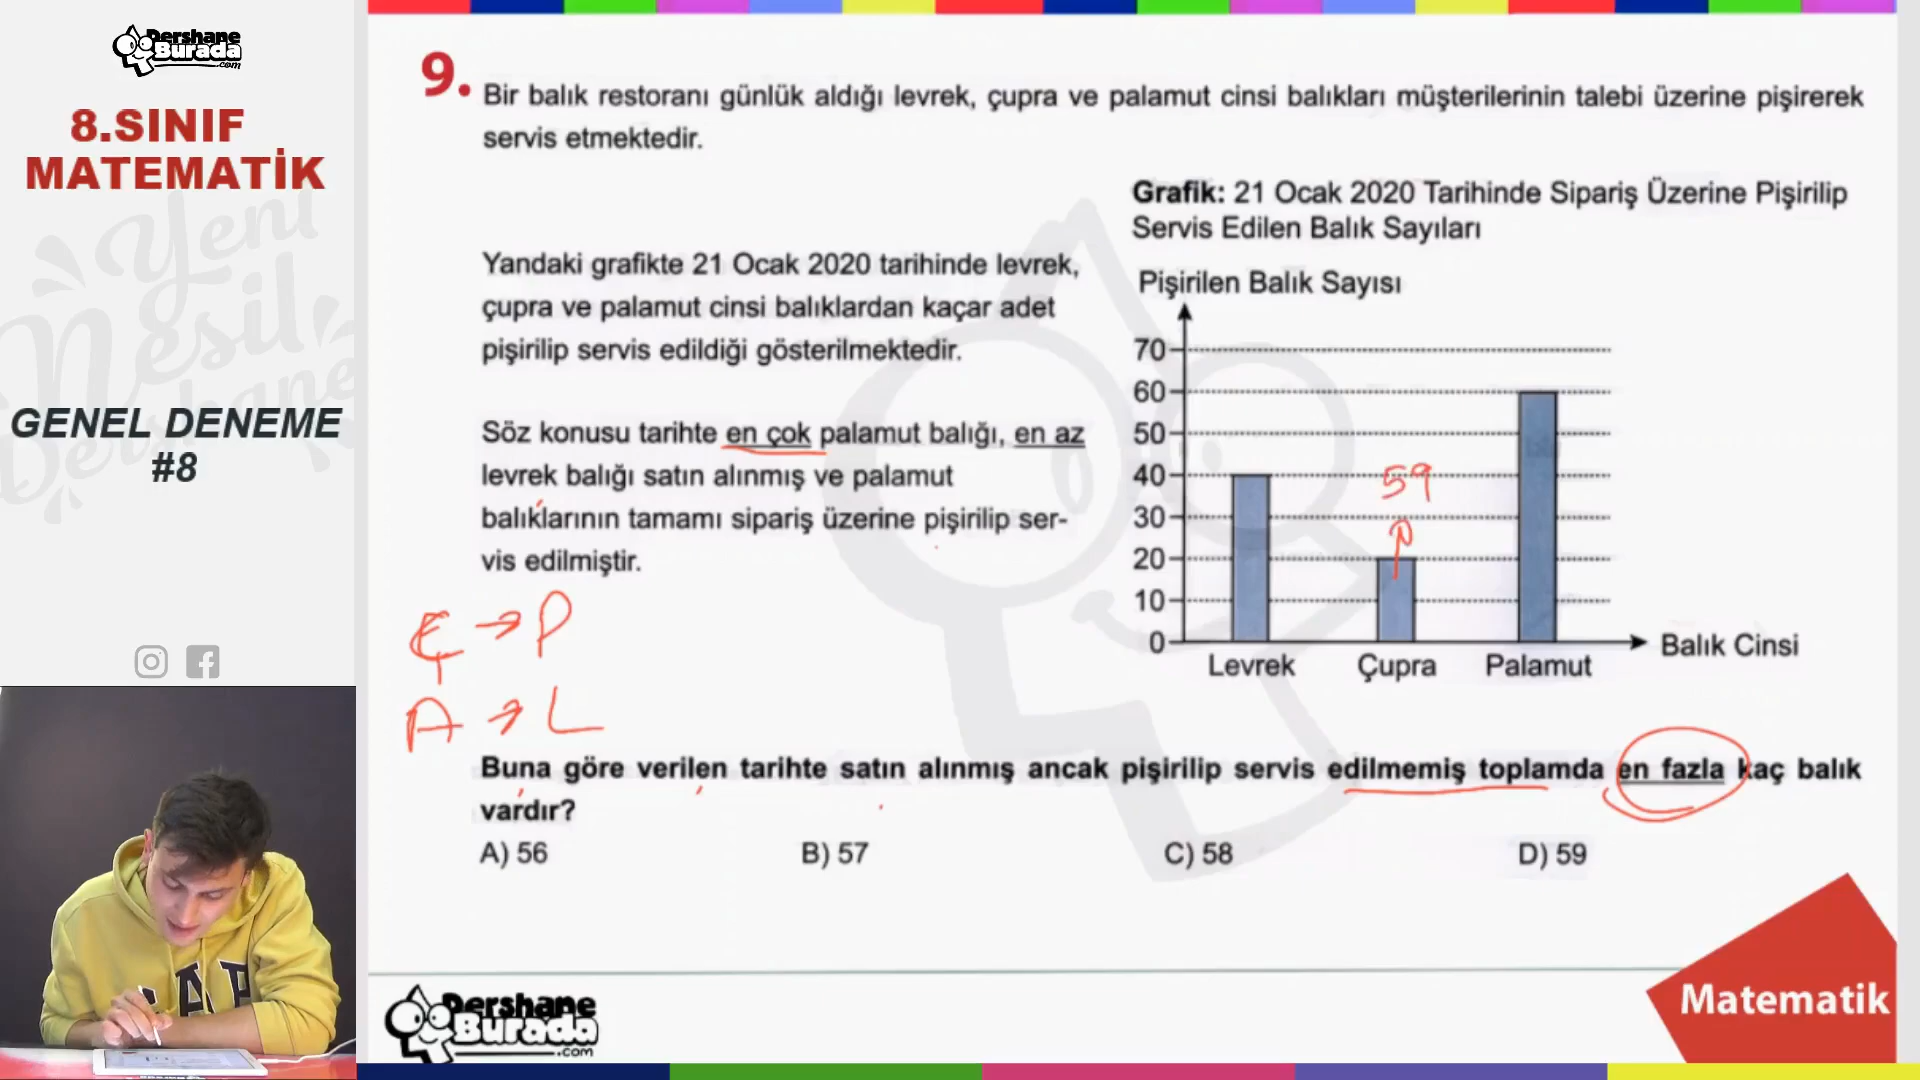 Dershane
Burada
.com
8.SINIF
MATEMATİK
Yeni
Nesil
Dershane
GENEL DENEME
#8
9.
Bir balık restoranı günlük aldığı levrek, çupra ve palamut cinsi balıkları müşterilerinin talebi üzerine pişirerek
servis etmektedir.
Yandaki grafikte 21 Ocak 2020 tarihinde levrek,
çupra ve palamut cinsi balıklardan kaçar adet
pişirilip servis edildiği gösterilmektedir.
Söz konusu tarihte en çok palamut balığı, en az
levrek balığı satın alınmış ve palamut
balıklarının tamamı sipariş üzerine pişirilip ser-
vis edilmiştir.
Grafik: 21 Ocak 2020 Tarihinde Sipariş Üzerine Pişirilip
Servis Edilen Balık Sayıları
Pişirilen Balık Sayısı
70
60
50
40
30
20
10
0
59
Levrek Çupra Palamut
Balık Cinsi
Ç → P
A → L
Buna göre verilen tarihte satın alınmış ancak pişirilip servis edilmemiş toplamda en fazla kaç balık
vardır?
A) 56 B) 57 C) 58 D) 59
GAP
Dershane
Burada
.com
Matematik